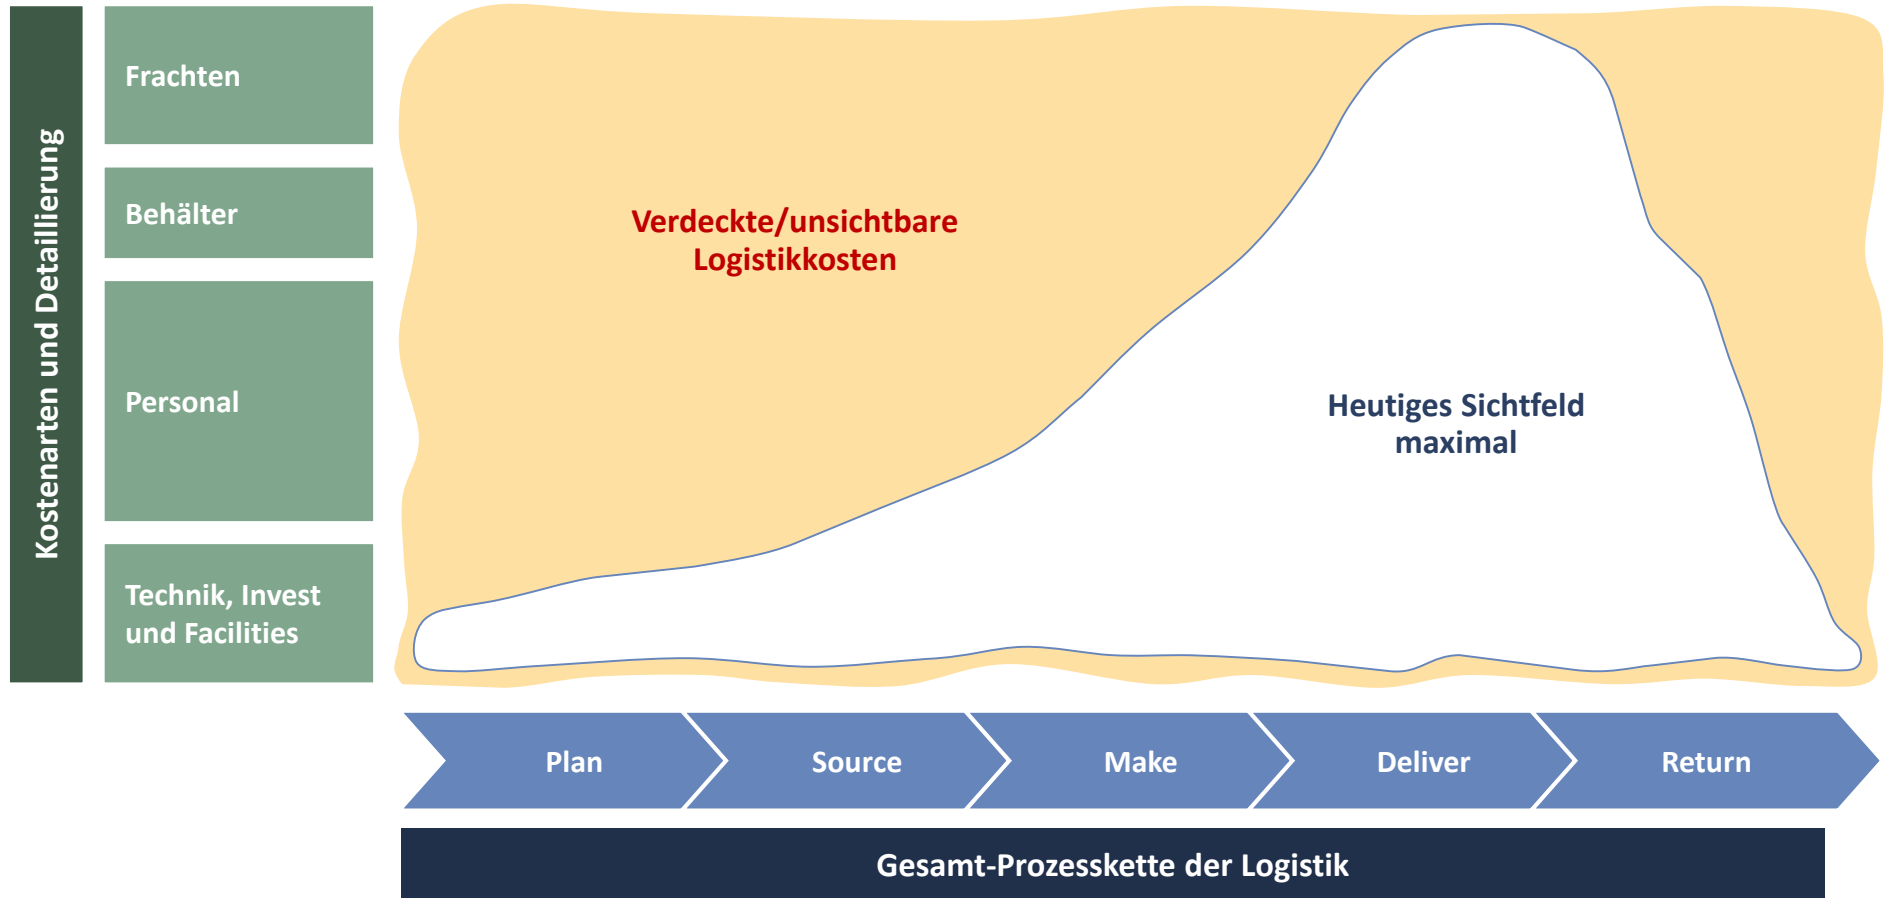 Kostenarten und Detaillierung
Frachten
Behälter
Personal
Technik, Invest
und Facilities
Verdeckte/unsichtbare
Logistikkosten
Heutiges Sichtfeld
maximal
Plan
Source
Make
Deliver
Return
Gesamt-Prozesskette der Logistik